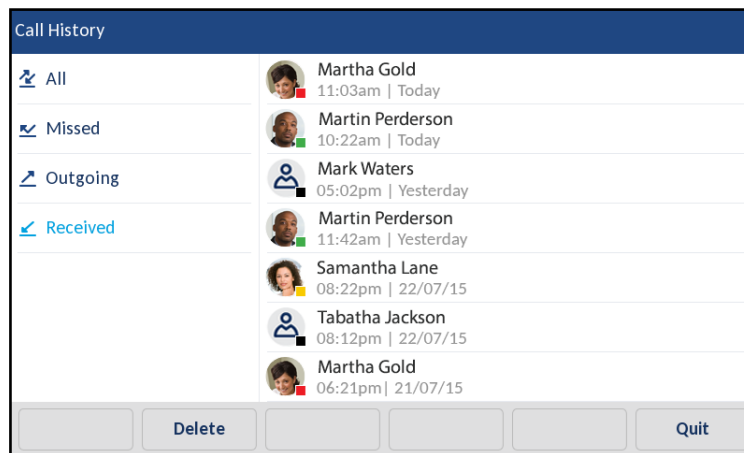 Call History
All
Missed
Outgoing
Received
Martha Gold
11:03am | Today
Martin Perderson
10:22am | Today
Mark Waters
05:02pm | Yesterday
Martin Perderson
11:42am | Yesterday
Samantha Lane
08:22pm | 22/07/15
Tabatha Jackson
08:12pm | 22/07/15
Martha Gold
06:21pm| 21/07/15
Delete
Quit